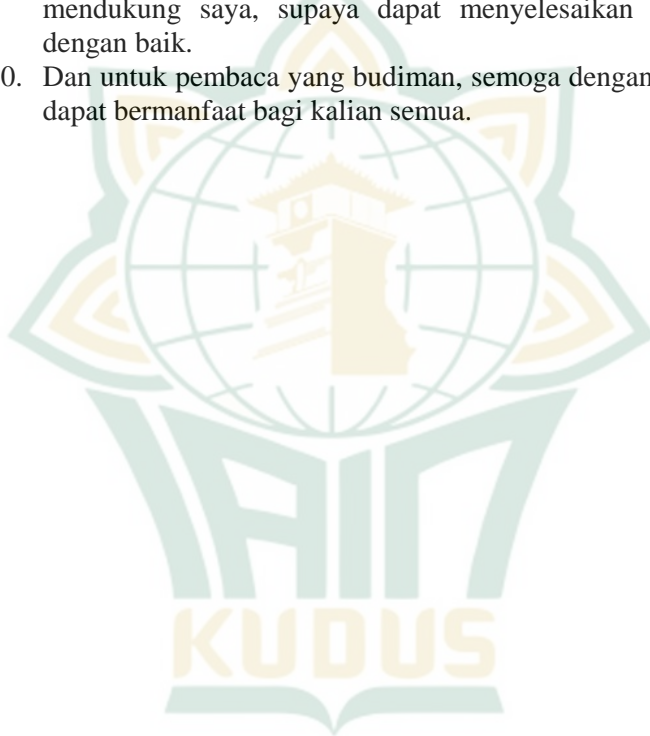 mendukung saya, supaya dapat menyelesaikan
dengan baik.
0. Dan untuk pembaca yang budiman, semoga dengan
dapat bermanfaat bagi kalian semua.
IAIN
KUDUS